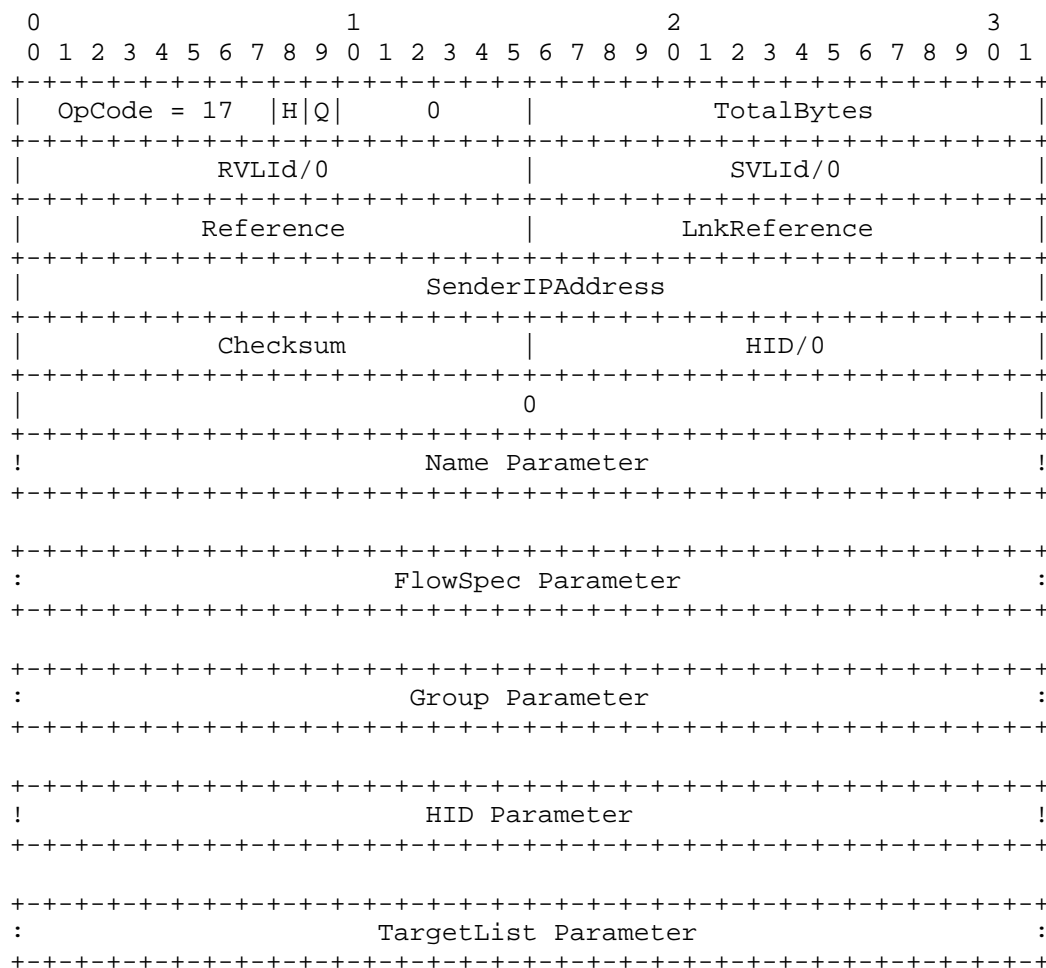 0                   1                   2                   3
 0 1 2 3 4 5 6 7 8 9 0 1 2 3 4 5 6 7 8 9 0 1 2 3 4 5 6 7 8 9 0 1
+-+-+-+-+-+-+-+-+-+-+-+-+-+-+-+-+-+-+-+-+-+-+-+-+-+-+-+-+-+-+-+-+
|  OpCode = 17  |H|Q|     0     |           TotalBytes          |
+-+-+-+-+-+-+-+-+-+-+-+-+-+-+-+-+-+-+-+-+-+-+-+-+-+-+-+-+-+-+-+-+
|            RVLId/0            |            SVLId/0            |
+-+-+-+-+-+-+-+-+-+-+-+-+-+-+-+-+-+-+-+-+-+-+-+-+-+-+-+-+-+-+-+-+
|           Reference           |         LnkReference          |
+-+-+-+-+-+-+-+-+-+-+-+-+-+-+-+-+-+-+-+-+-+-+-+-+-+-+-+-+-+-+-+-+
|                         SenderIPAddress                       |
+-+-+-+-+-+-+-+-+-+-+-+-+-+-+-+-+-+-+-+-+-+-+-+-+-+-+-+-+-+-+-+-+
|            Checksum           |             HID/0             |
+-+-+-+-+-+-+-+-+-+-+-+-+-+-+-+-+-+-+-+-+-+-+-+-+-+-+-+-+-+-+-+-+
|                               0                               |
+-+-+-+-+-+-+-+-+-+-+-+-+-+-+-+-+-+-+-+-+-+-+-+-+-+-+-+-+-+-+-+-+
!                         Name Parameter                        !
+-+-+-+-+-+-+-+-+-+-+-+-+-+-+-+-+-+-+-+-+-+-+-+-+-+-+-+-+-+-+-+-+
+-+-+-+-+-+-+-+-+-+-+-+-+-+-+-+-+-+-+-+-+-+-+-+-+-+-+-+-+-+-+-+-+
:                       FlowSpec Parameter                      :
+-+-+-+-+-+-+-+-+-+-+-+-+-+-+-+-+-+-+-+-+-+-+-+-+-+-+-+-+-+-+-+-+
+-+-+-+-+-+-+-+-+-+-+-+-+-+-+-+-+-+-+-+-+-+-+-+-+-+-+-+-+-+-+-+-+
:                        Group Parameter                        :
+-+-+-+-+-+-+-+-+-+-+-+-+-+-+-+-+-+-+-+-+-+-+-+-+-+-+-+-+-+-+-+-+
+-+-+-+-+-+-+-+-+-+-+-+-+-+-+-+-+-+-+-+-+-+-+-+-+-+-+-+-+-+-+-+-+
!                         HID Parameter                         !
+-+-+-+-+-+-+-+-+-+-+-+-+-+-+-+-+-+-+-+-+-+-+-+-+-+-+-+-+-+-+-+-+
+-+-+-+-+-+-+-+-+-+-+-+-+-+-+-+-+-+-+-+-+-+-+-+-+-+-+-+-+-+-+-+-+
:                      TargetList Parameter                     :
+-+-+-+-+-+-+-+-+-+-+-+-+-+-+-+-+-+-+-+-+-+-+-+-+-+-+-+-+-+-+-+-+